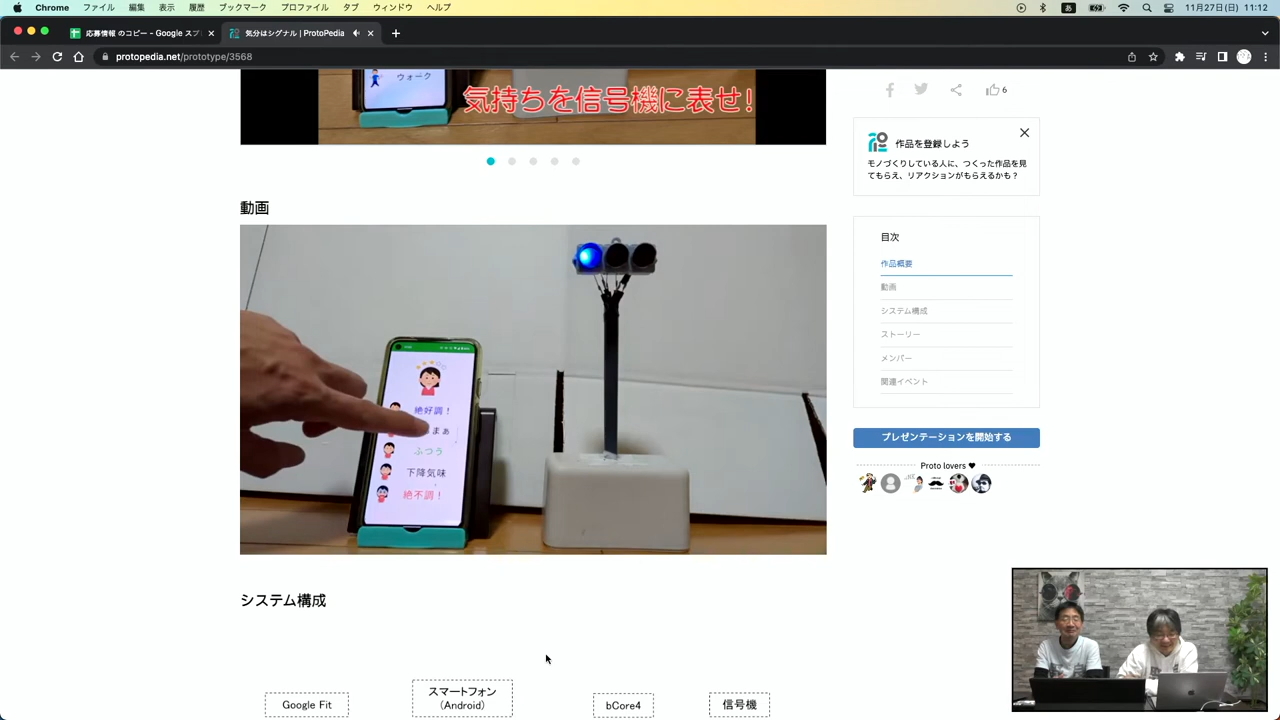 Chrome ファイル 編集 表示 履歴 ブックマーク プロファイル タブ ウィンドウ ヘルプ
あ 11月27日(日) 11:12
応募情報 のコピー - Google スプ
気分はシグナル | ProtoPedia
protopedia.net/prototype/3568
ウォーク
気持ちを信号機に表せ!
6
作品を登録しよう
モノづくりしている人に、つくった作品を見
てもらえ、リアクションがもらえるかも？
動画
絶好調！
まぁ
ふつう
下降気味
絶不調！
目次
作品概要
動画
システム構成
ストーリー
メンバー
関連イベント
プレゼンテーションを開始する
Proto lovers
システム構成
Google Fit
スマートフォン
ndroid)
bCore4
信号機